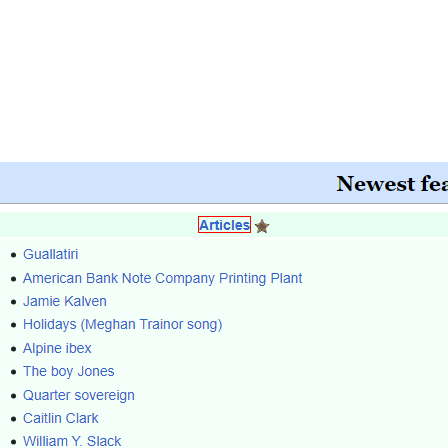 Newest fea
Articles
Guallatiri
American Bank Note Company Printing Plant
Jamie Kalven
Holidays (Meghan Trainor song)
Alpine ibex
The boy Jones
Quarter sovereign
Caitlin Clark
William Y. Slack